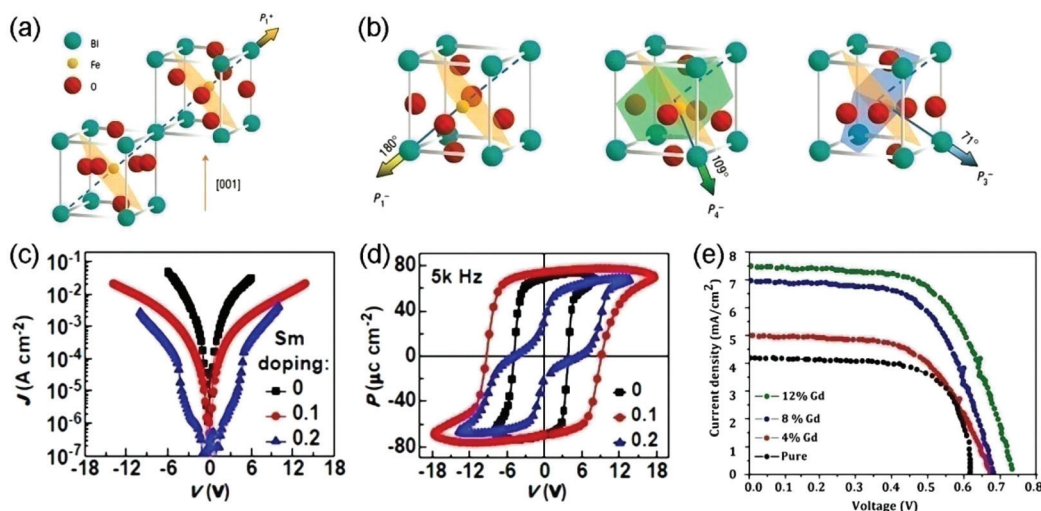 (a)
BI
Fe
O
P₁⁺
[001]
(b)
180°
P₁⁻
109°
P₄⁻
71°
P₃⁻
(c)
10⁻¹
10⁻²
10⁻³
10⁻⁴
10⁻⁵
10⁻⁶
10⁻⁷
J (A cm⁻²)
Sm
doping:
0
0.1
0.2
-18 -12 -6 0 6 12 18
V (V)
(d)
5k Hz
80
40
0
-40
-80
P (μc cm⁻²)
0
0.1
0.2
-18 -12 -6 0 6 12 18
V (V)
(e)
8
7
6
5
4
3
2
1
0
Current density (mA/cm²)
12% Gd
8 % Gd
4% Gd
Pure
0.0 0.1 0.2 0.3 0.4 0.5 0.6 0.7 0.8
Voltage (V)